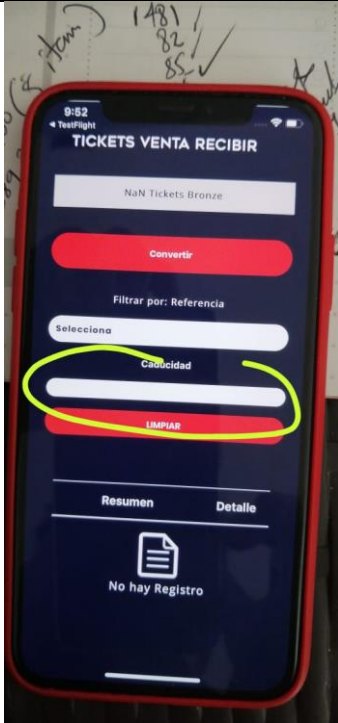 1481
82
85
9:52
◀ TestFlight
TICKETS VENTA RECIBIR
NaN Tickets Bronze
Convertir
Filtrar por: Referencia
Selecciona
Caducidad
LIMPIAR
Resumen Detalle
No hay Registro